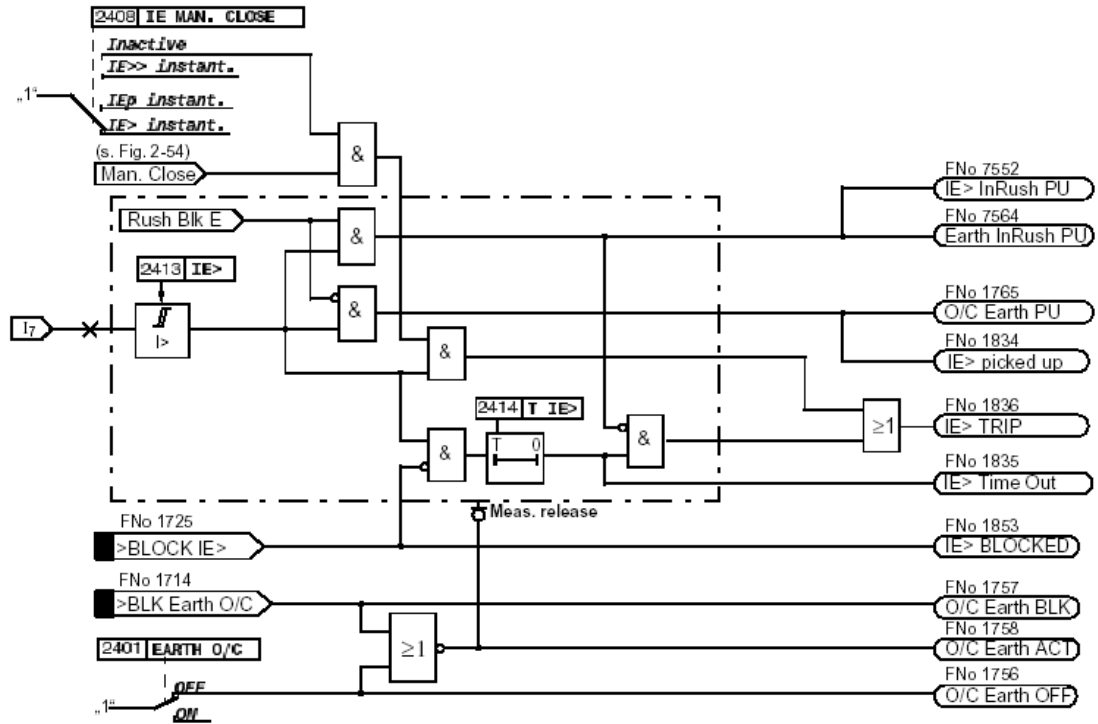 2408 IE MAN. CLOSE
Inactive
IE>> instant.
„1“
IEp instant.
IE> instant.
(s. Fig. 2-54)
Man. Close
&
Rush Blk E
&
FNo 7552
IE> InRush PU
FNo 7564
Earth InRush PU
2413 IE>
I7
I>
&
FNo 1765
O/C Earth PU
&
FNo 1834
IE> picked up
2414 T IE>
&
T 0
&
≥1
FNo 1836
IE> TRIP
FNo 1835
IE> Time Out
Meas. release
FNo 1725
>BLOCK IE>
FNo 1853
IE> BLOCKED
FNo 1714
>BLK Earth O/C
FNo 1757
O/C Earth BLK
2401 EARTH O/C
≥1
FNo 1758
O/C Earth ACT
OFF
„1“
ON
FNo 1756
O/C Earth OFF